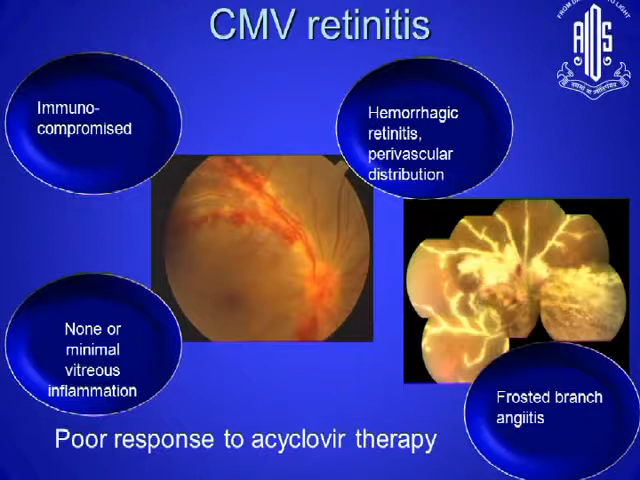 CMV retinitis
AIOS
Immuno-
compromised
Hemorrhagic
retinitis,
perivascular
distribution
None or
minimal
vitreous
inflammation
Frosted branch
angiitis
Poor response to acyclovir therapy